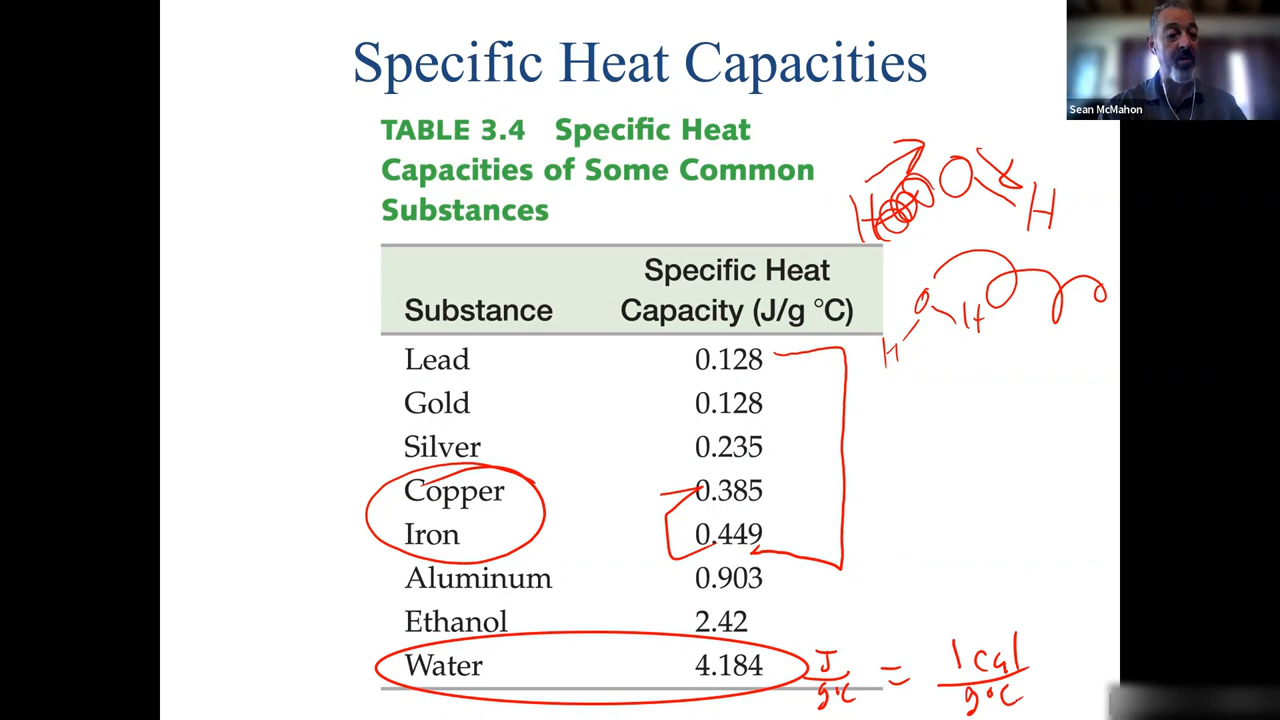 Specific Heat Capacities
Sean McMahon
TABLE 3.4 Specific Heat
Capacities of Some Common
Substances
Substance Specific Heat Capacity (J/g °C)
Lead 0.128
Gold 0.128
Silver 0.235
Copper 0.385
Iron 0.449
Aluminum 0.903
Ethanol 2.42
Water 4.184 J/g°C = 1cal/g°C
H O H
O H
H